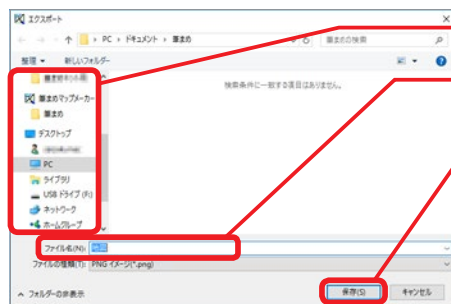 エクスポート
PC › ドキュメント › 筆まめ
筆まめの検索
整理 ▼ 新しいフォルダー
検索条件に一致する項目はありません。
筆まめマップメーカー
筆まめ
デスクトップ
PC
ライブラリ
USB ドライブ (F:)
ネットワーク
ホームグループ
ファイル名(N):
ファイルの種類(T): PNG イメージ(*.png)
フォルダーの非表示
保存(S)
キャンセル